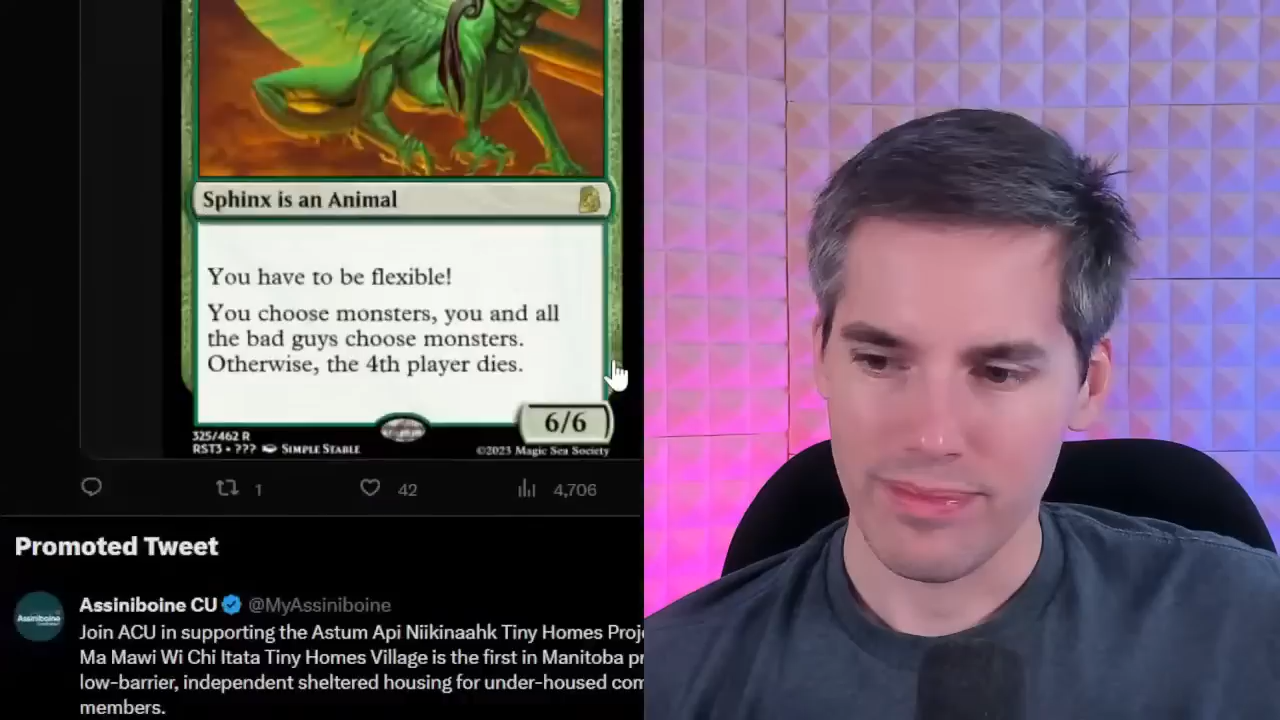 Sphinx is an Animal
You have to be flexible!
You choose monsters, you and all
the bad guys choose monsters.
Otherwise, the 4th player dies.
6/6
325/462 R
RST3 • ??? SIMPLE STABLE
©2023 Magic Sea Society
1
42
4,706
Promoted Tweet
Assiniboine CU @MyAssiniboine
Assiniboine
Join ACU in supporting the Astum Api Niikinaahk Tiny Homes Proj
Ma Mawi Wi Chi Itata Tiny Homes Village is the first in Manitoba
low-barrier, independent sheltered housing for under-housed
members.